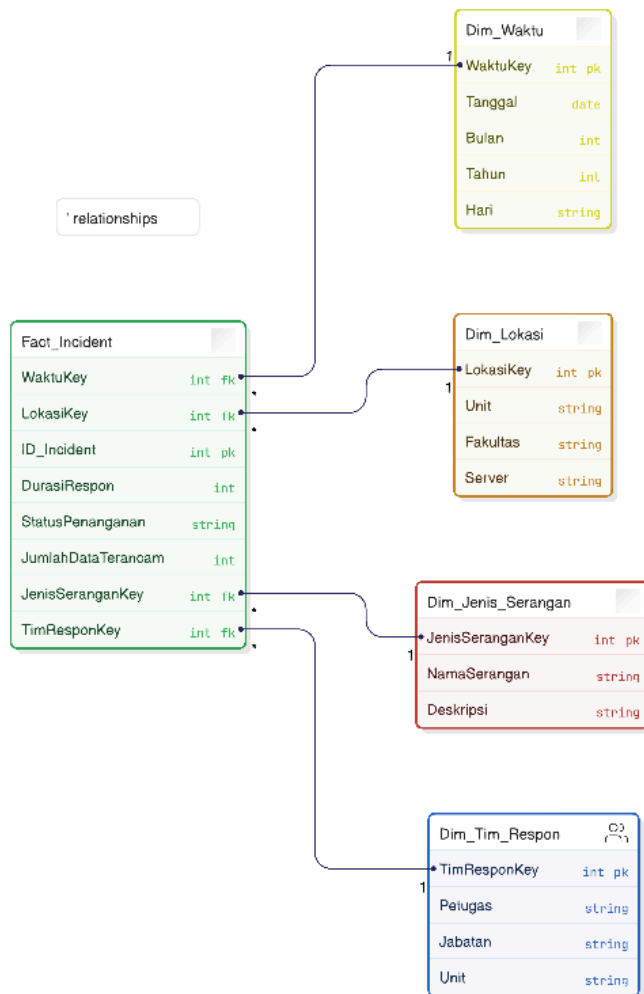 Dim_Waktu
WaktuKey int pk
Tanggal date
Bulan int
Tahun int
Hari string
1
' relationships
Fact_Incident
WaktuKey int fk
*
LokasiKey int fk
*
ID_Incident int pk
DurasiRespon int
StatusPenanganan string
JumlahDataTerancam int
JenisSeranganKey int fk
*
TimResponKey int fk
*
Dim_Lokasi
LokasiKey int pk
1
Unit string
Fakultas string
Server string
Dim_Jenis_Serangan
JenisSeranganKey int pk
1
NamaSerangan string
Deskripsi string
Dim_Tim_Respon
TimResponKey int pk
1
Petugas string
Jabatan string
Unit string